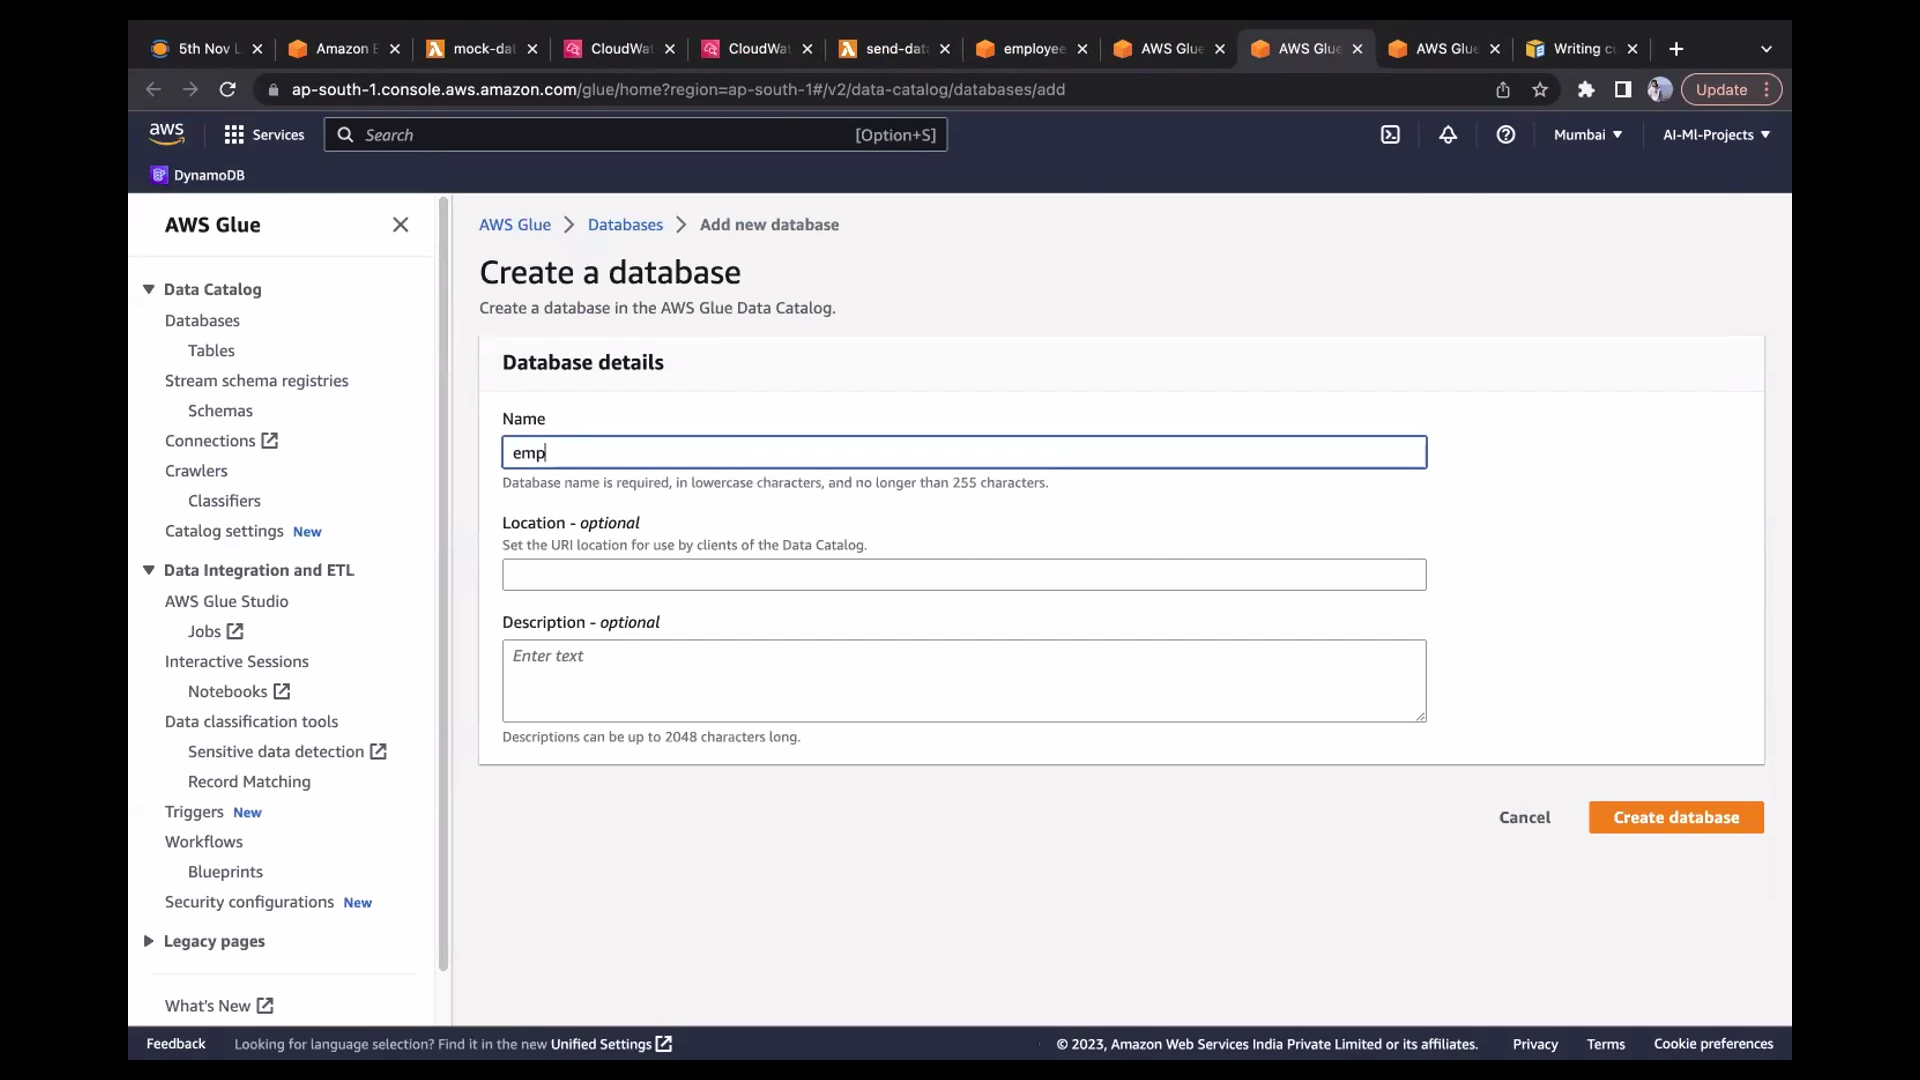 5th Nov L
Amazon E
mock-dat
CloudWat
CloudWat
send-data
employee
AWS Glue
AWS Glue
AWS Glue
Writing cu
ap-south-1.console.aws.amazon.com/glue/home?region=ap-south-1#/v2/data-catalog/databases/add
Update
aws
Services
Search
[Option+S]
Mumbai
AI-Ml-Projects
DynamoDB
AWS Glue
Data Catalog
Databases
Tables
Stream schema registries
Schemas
Connections
Crawlers
Classifiers
Catalog settings New
Data Integration and ETL
AWS Glue Studio
Jobs
Interactive Sessions
Notebooks
Data classification tools
Sensitive data detection
Record Matching
Triggers New
Workflows
Blueprints
Security configurations New
Legacy pages
What's New
AWS Glue
Databases
Add new database
Create a database
Create a database in the AWS Glue Data Catalog.
Database details
Name
emp
Database name is required, in lowercase characters, and no longer than 255 characters.
Location - optional
Set the URI location for use by clients of the Data Catalog.
Description - optional
Enter text
Descriptions can be up to 2048 characters long.
Cancel
Create database
Feedback
Looking for language selection? Find it in the new Unified Settings
© 2023, Amazon Web Services India Private Limited or its affiliates.
Privacy
Terms
Cookie preferences